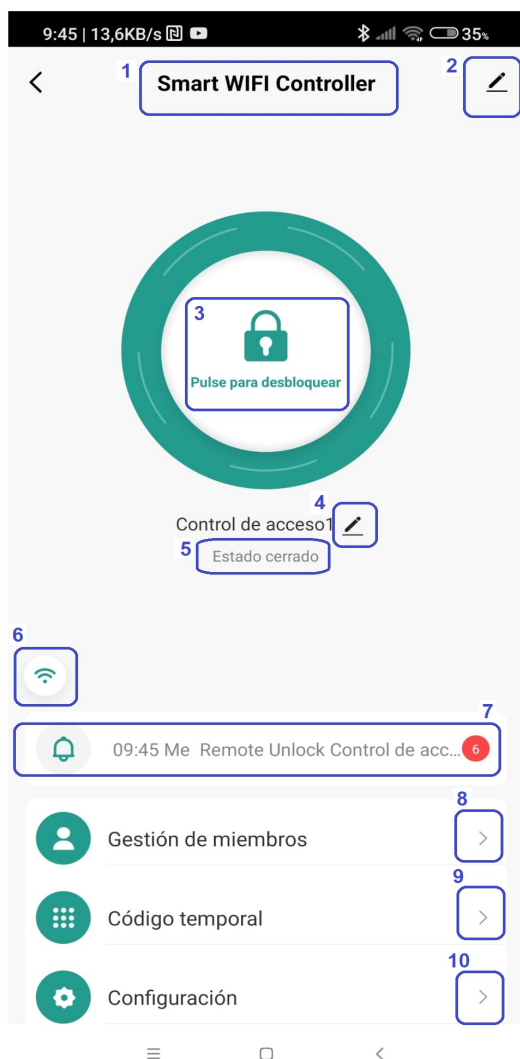 9:45 | 13,6KB/s 35%
1 Smart WIFI Controller 2
3
Pulse para desbloquear
4
Control de acceso1
5 Estado cerrado
6
7
09:45 Me Remote Unlock Control de acc... 6
8
Gestión de miembros
9
Código temporal
10
Configuración